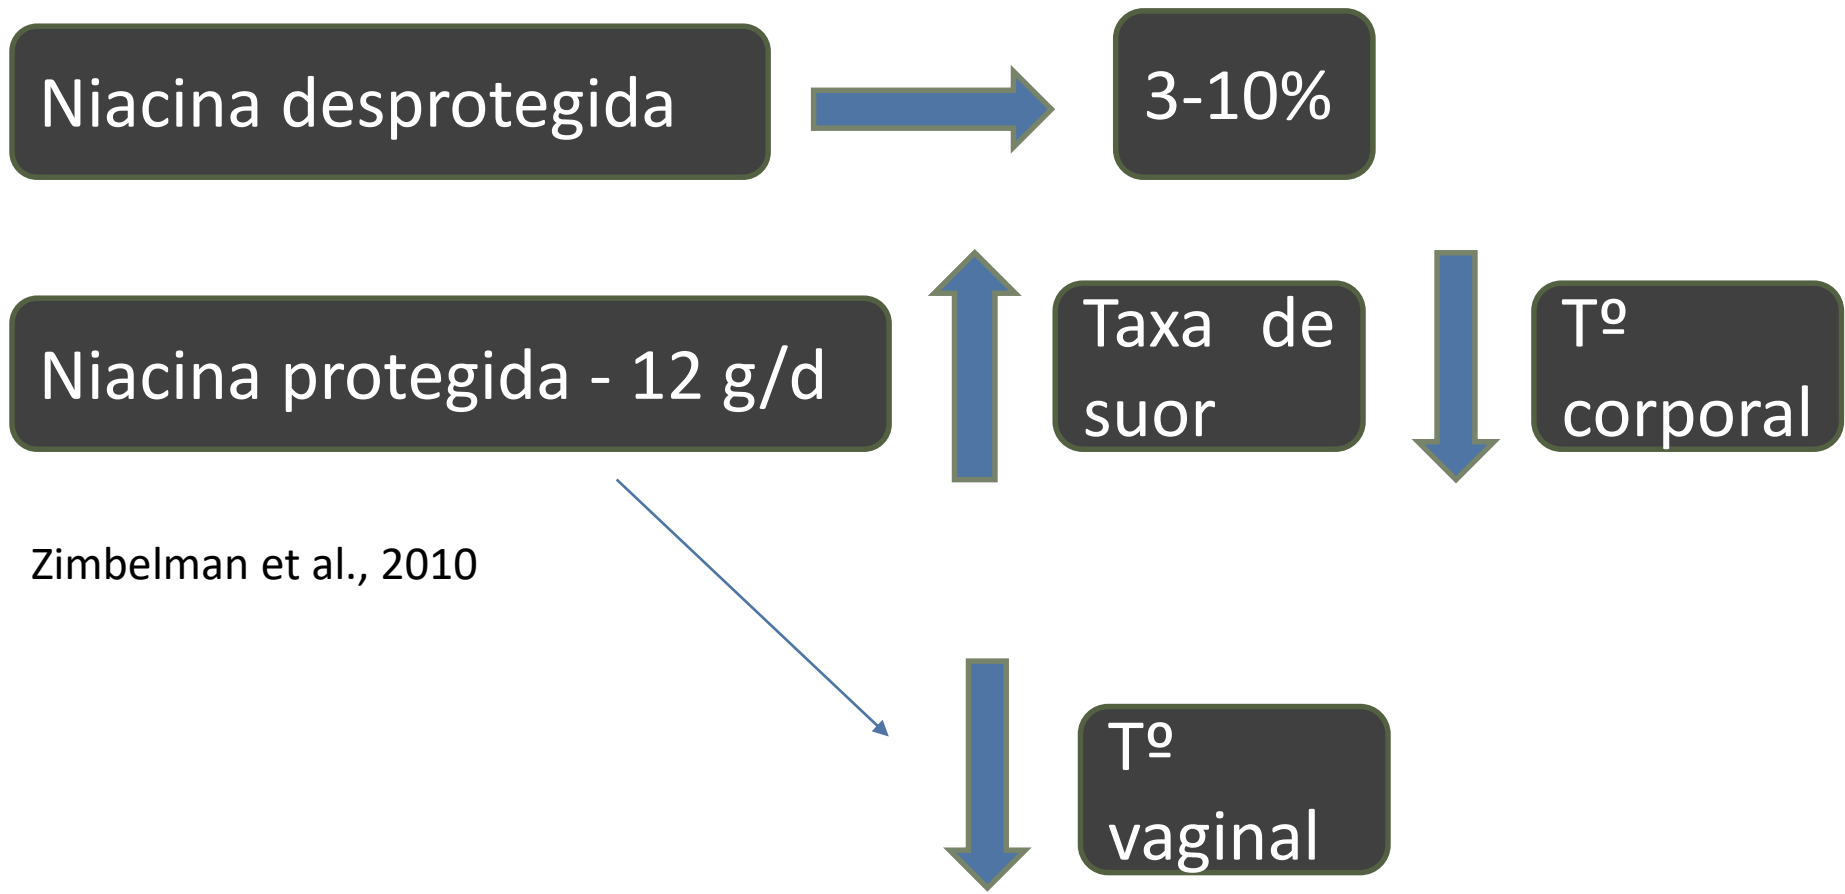 Niacina desprotegida
3-10%
Niacina protegida - 12 g/d
Taxa de
suor
Tº
corporal
Zimbelman et al., 2010
Tº
vaginal